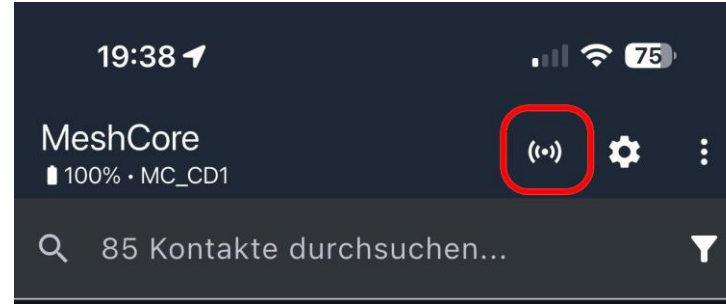 19:38
75
MeshCore
100% · MC_CD1
85 Kontakte durchsuchen...